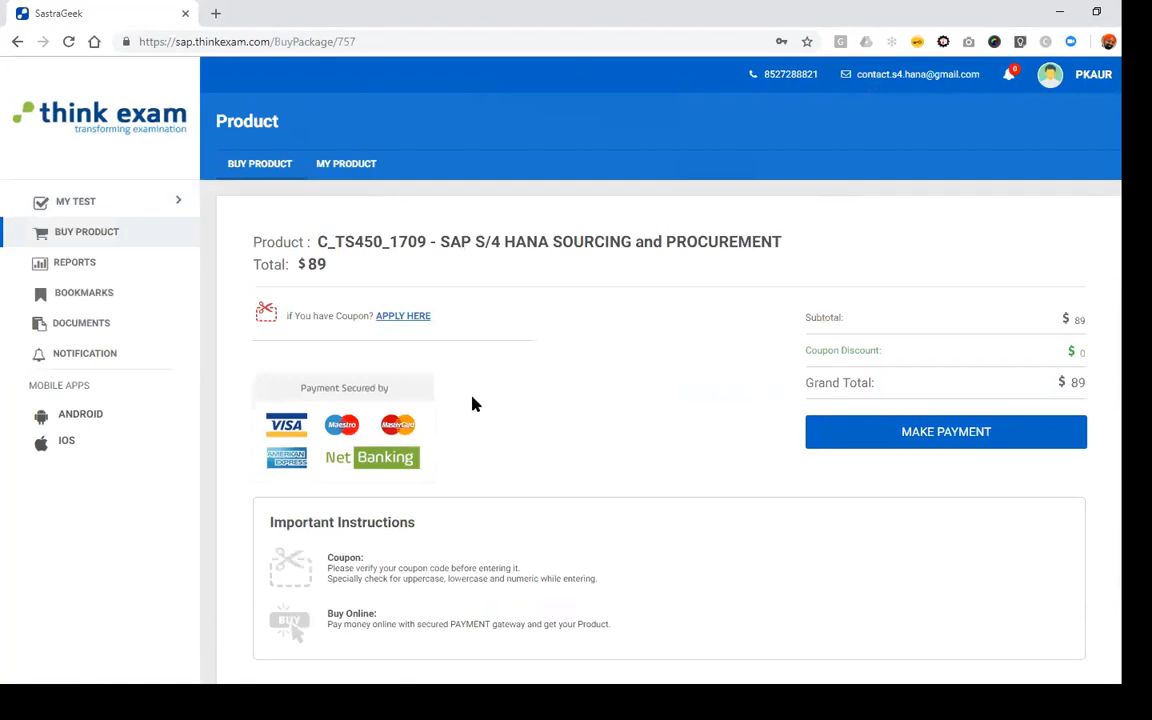 SastraGeek
https://sap.thinkexam.com/BuyPackage/757
8527288821
contact.s4.hana@gmail.com
0
PKAUR
think exam
transforming examination
Product
BUY PRODUCT
MY PRODUCT
MY TEST
BUY PRODUCT
REPORTS
BOOKMARKS
DOCUMENTS
NOTIFICATION
MOBILE APPS
ANDROID
IOS
Product : C_TS450_1709 - SAP S/4 HANA SOURCING and PROCUREMENT
Total: $ 89
if You have Coupon? APPLY HERE
Subtotal: $ 89
Coupon Discount: $ 0
Grand Total: $ 89
MAKE PAYMENT
Payment Secured by
VISA Maestro MasterCard
AMERICAN EXPRESS Net Banking
Important Instructions
Coupon:
Please verify your coupon code before entering it.
Specially check for uppercase, lowercase and numeric while entering.
BUY
Buy Online:
Pay money online with secured PAYMENT gateway and get your Product.